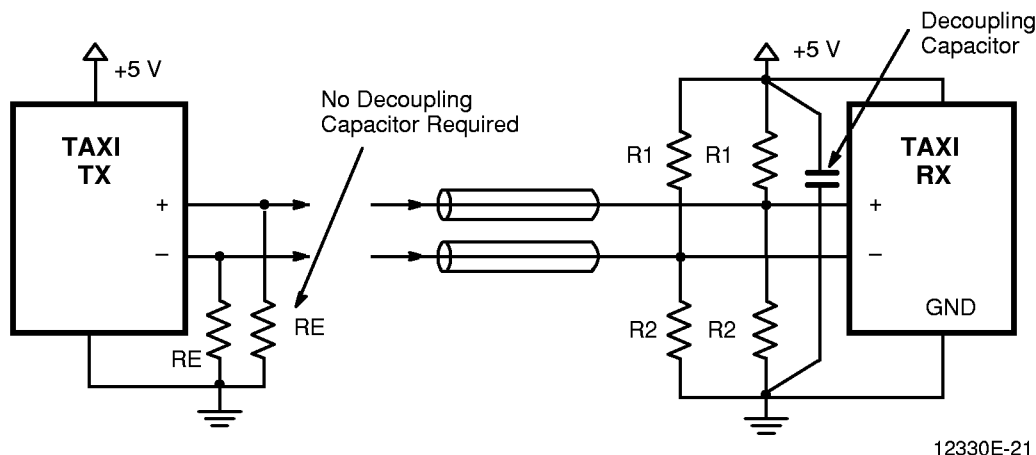 Decoupling
Capacitor
+5 V
+5 V
No Decoupling
Capacitor Required
TAXI
TX
R1
R1
TAXI
RX
+
+
–
–
RE
RE
R2
R2
GND
12330E-21